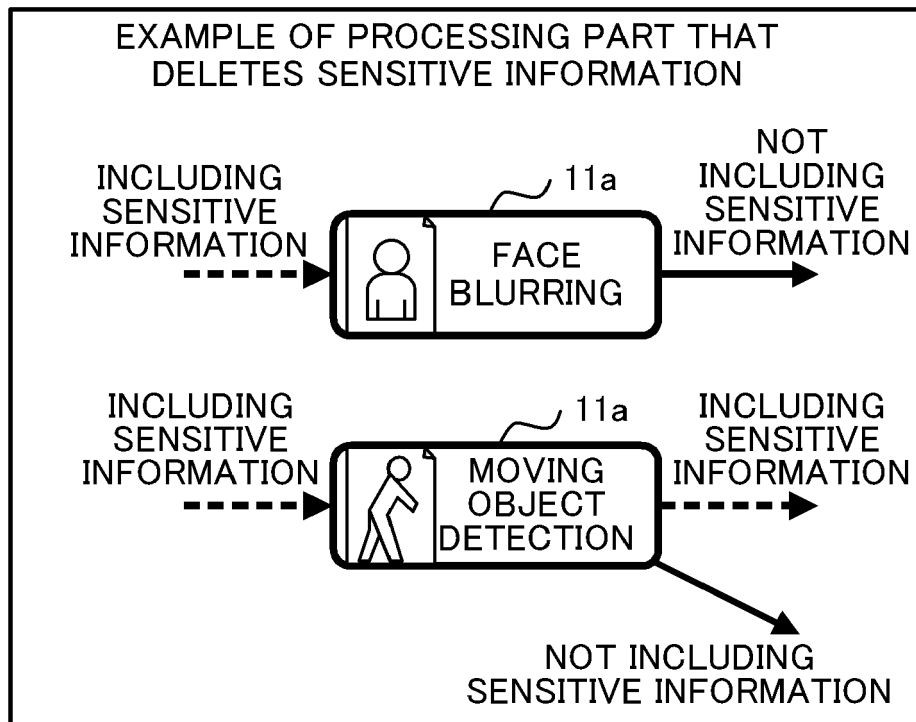 EXAMPLE OF PROCESSING PART THAT
DELETES SENSITIVE INFORMATION
INCLUDING
SENSITIVE
INFORMATION
11a
FACE
BLURRING
NOT
INCLUDING
SENSITIVE
INFORMATION
INCLUDING
SENSITIVE
INFORMATION
11a
MOVING
OBJECT
DETECTION
INCLUDING
SENSITIVE
INFORMATION
NOT INCLUDING
SENSITIVE INFORMATION